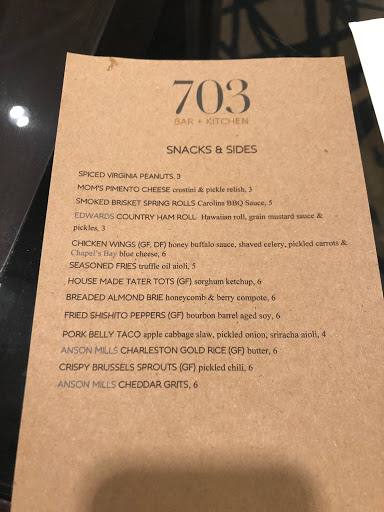 703
BAR + KITCHEN
SNACKS & SIDES
SPICED VIRGINIA PEANUTS, 3
MOM'S PIMENTO CHEESE crostini & pickle relish, 3
SMOKED BRISKET SPRING ROLLS Carolina BBQ Sauce, 5
EDWARDS COUNTRY HAM ROLL Hawaiian roll, grain mustard sauce &
pickles, 3
CHICKEN WINGS (GF, DF) honey buffalo sauce, shaved celery, pickled carrots &
Chapel's Bay blue cheese, 6
SEASONED FRIES truffle oil aioli, 5
HOUSE MADE TATER TOTS (GF) sorghum ketchup, 6
BREADED ALMOND BRIE honeycomb & berry compote, 6
FRIED SHISHITO PEPPERS (GF) bourbon barrel aged soy, 6
PORK BELLY TACO apple cabbage slaw, pickled onion, sriracha aioli, 4
ANSON MILLS CHARLESTON GOLD RICE (GF) butter, 6
CRISPY BRUSSELS SPROUTS (GF) pickled chili, 6
ANSON MILLS CHEDDAR GRITS, 6